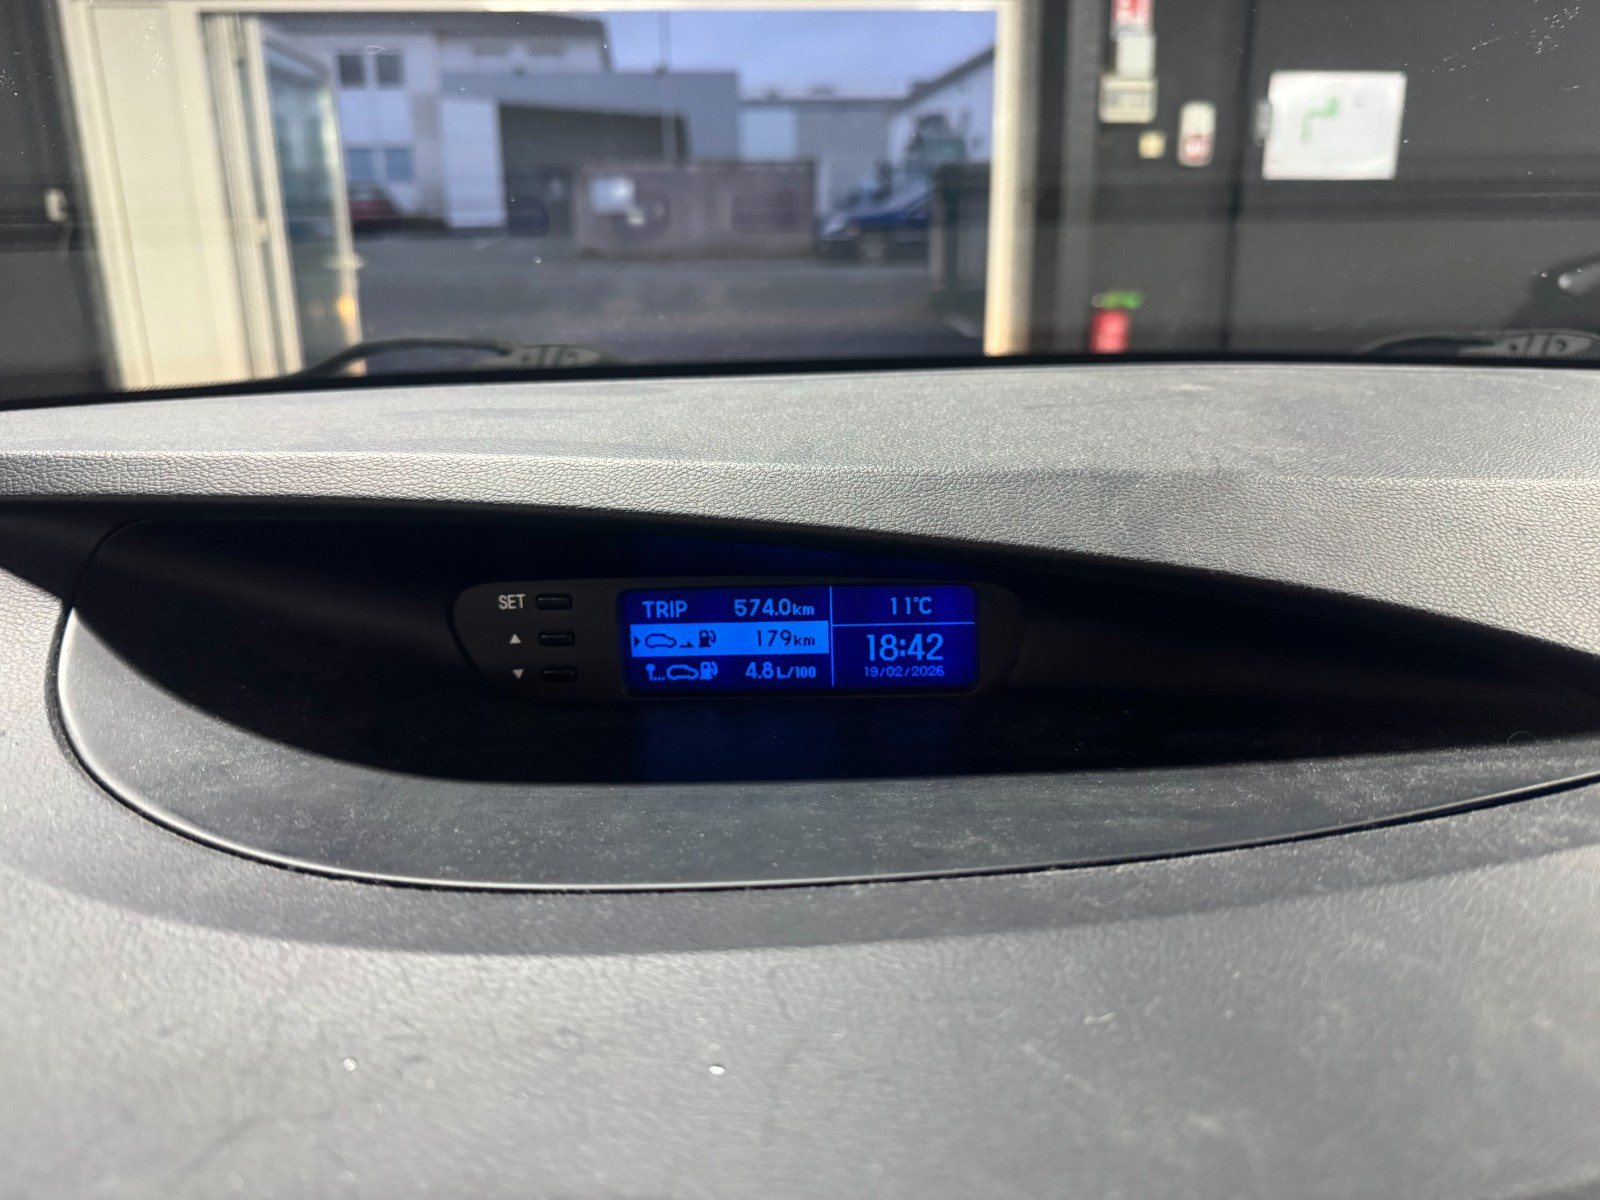 SET
▲
▼
TRIP 574.0km
179km
4.8L/100
11°C
18:42
19/02/2026